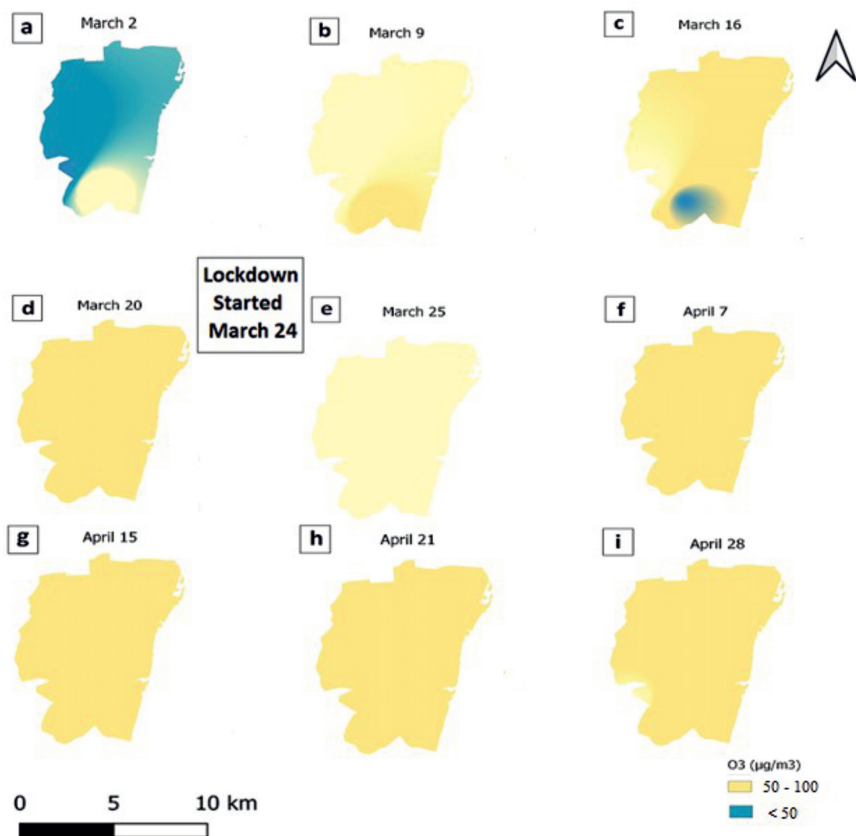 a
March 2
b
March 9
c
March 16
Lockdown
Started
March 24
d
March 20
e
March 25
f
April 7
g
April 15
h
April 21
i
April 28
O3 (µg/m3)
50 - 100
< 50
0 5 10 km